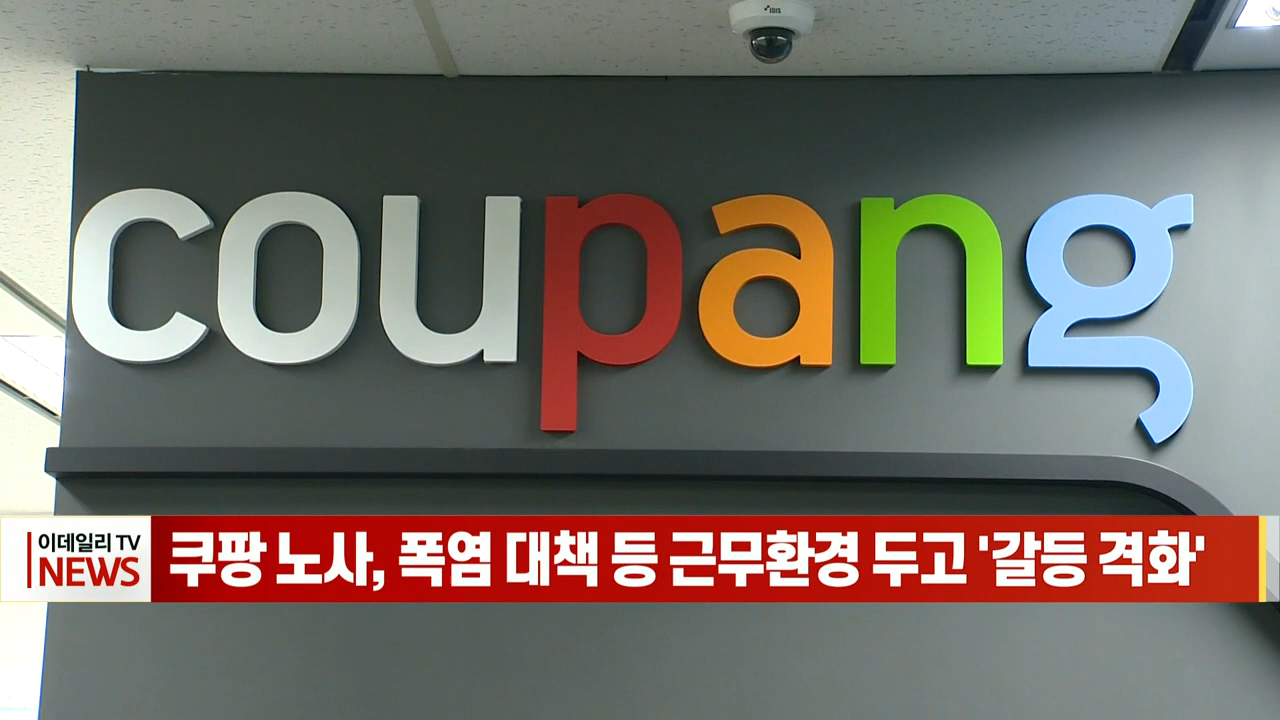 IDIS
coupang
이데일리 TV
NEWS
쿠팡 노사, 폭염 대책 등 근무환경 두고 '갈등 격화'